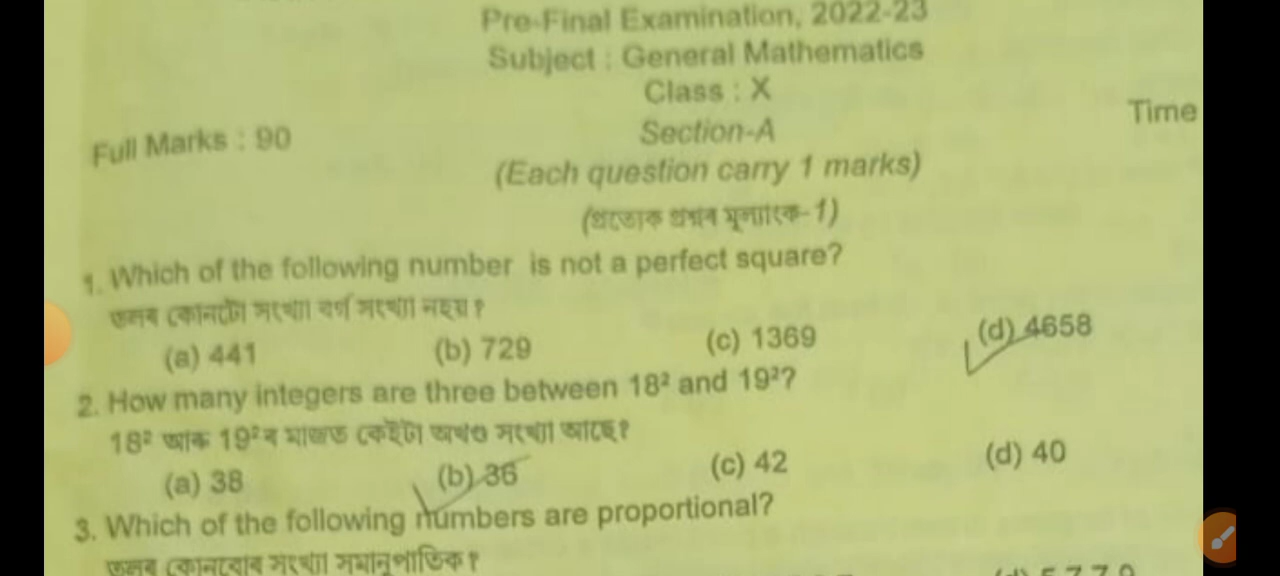 Pre-Final Examination, 2022-23
Subject : General Mathematics
Class : X
Full Marks : 90
Time
Section-A
(Each question carry 1 marks)
(প্ৰত্যেক প্ৰশ্নৰ মূল্যাংক-1)
1. Which of the following number is not a perfect square?
তলৰ কোনটো সংখ্যা বৰ্গ সংখ্যা নহয়?
(a) 441 (b) 729 (c) 1369 (d) 4658
2. How many integers are three between 18² and 19²?
18² আৰু 19²ৰ মাজত কেইটা অখণ্ড সংখ্যা আছে?
(a) 38 (b) 36 (c) 42 (d) 40
3. Which of the following numbers are proportional?
তলৰ কোনবোৰ সংখ্যা সমানুপাতিক?